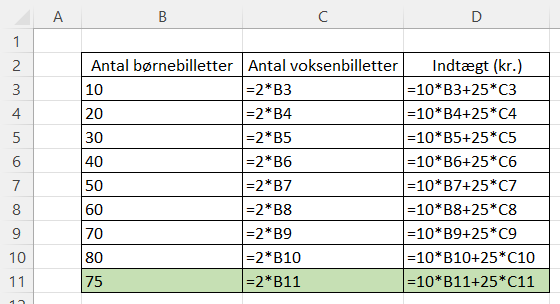 A B C D
1
2 Antal børnebilletter Antal voksenbilletter Indtægt (kr.)
3 10 =2*B3 =10*B3+25*C3
4 20 =2*B4 =10*B4+25*C4
5 30 =2*B5 =10*B5+25*C5
6 40 =2*B6 =10*B6+25*C6
7 50 =2*B7 =10*B7+25*C7
8 60 =2*B8 =10*B8+25*C8
9 70 =2*B9 =10*B9+25*C9
10 80 =2*B10 =10*B10+25*C10
11 75 =2*B11 =10*B11+25*C11